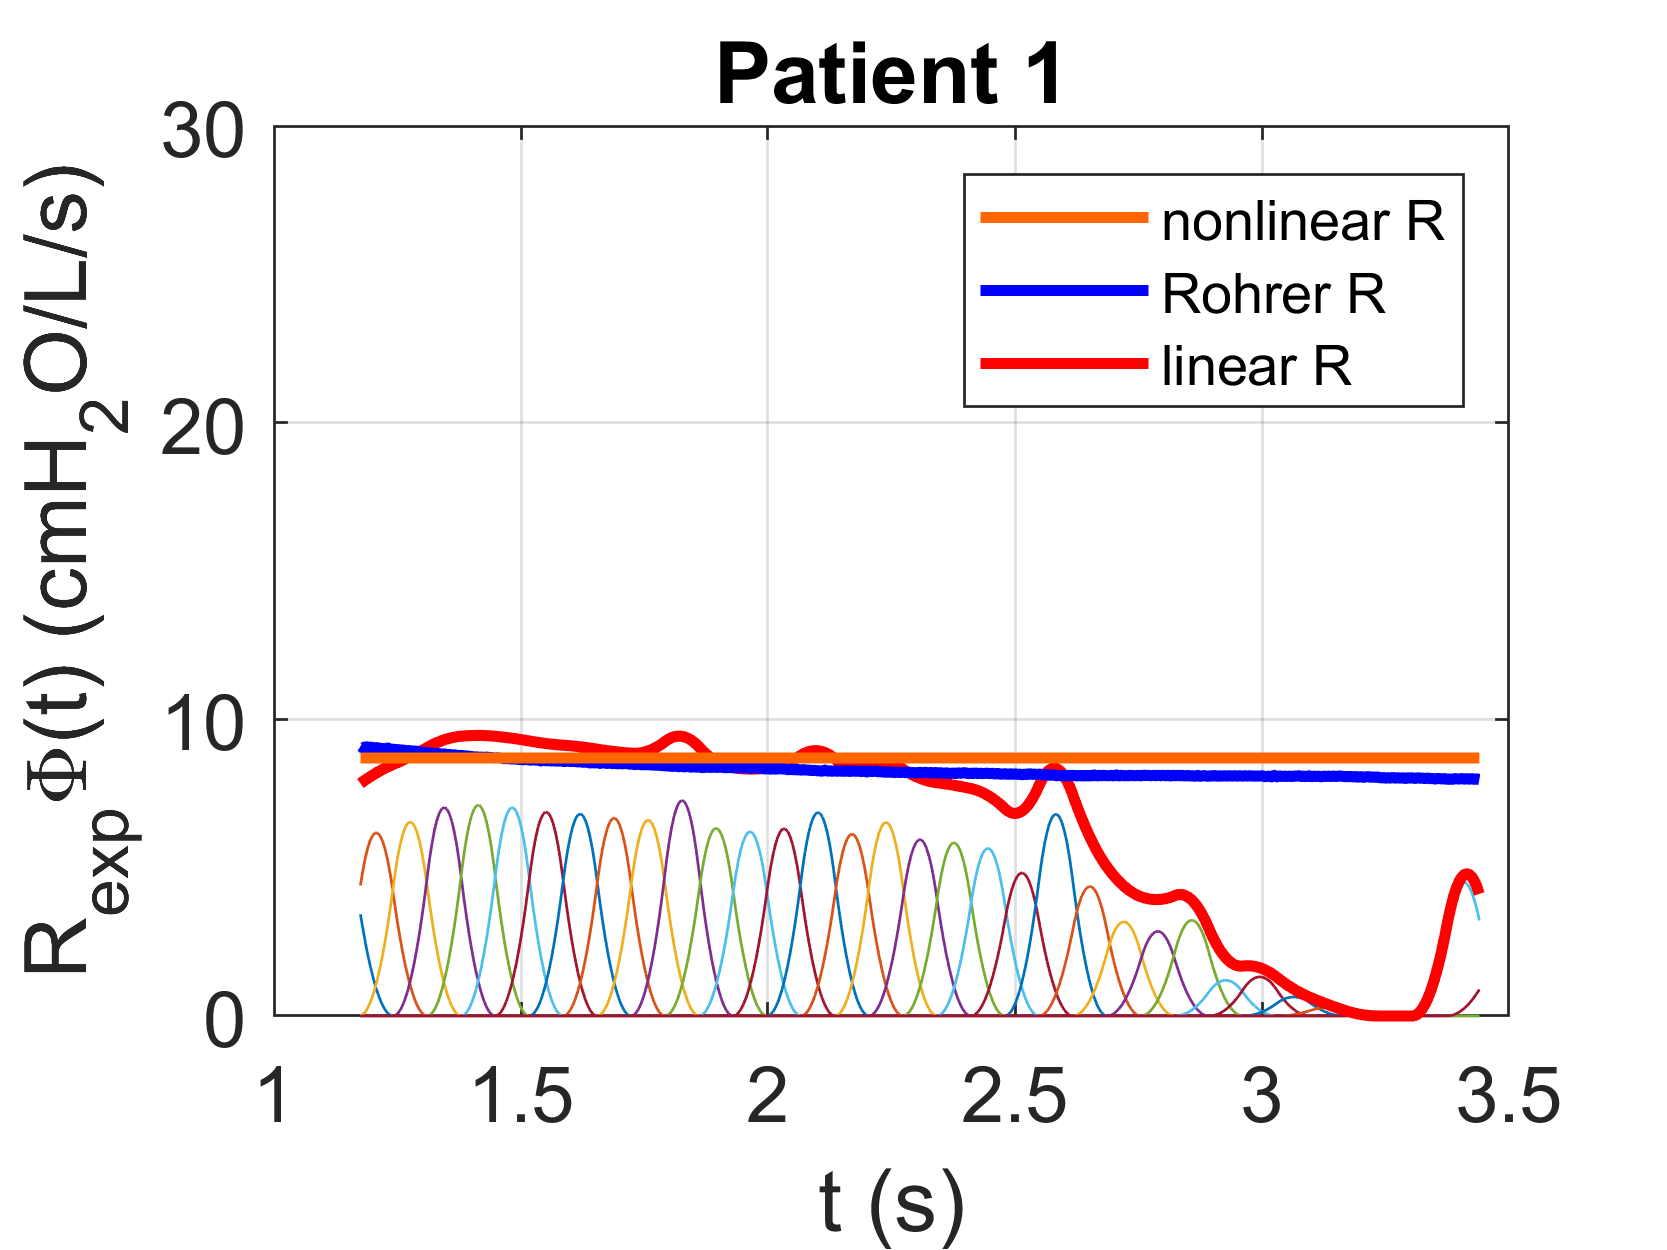 Patient 1
30
20
10
0
R_exp Φ(t) (cmH₂O/L/s)
nonlinear R
Rohrer R
linear R
1 1.5 2 2.5 3 3.5
t (s)